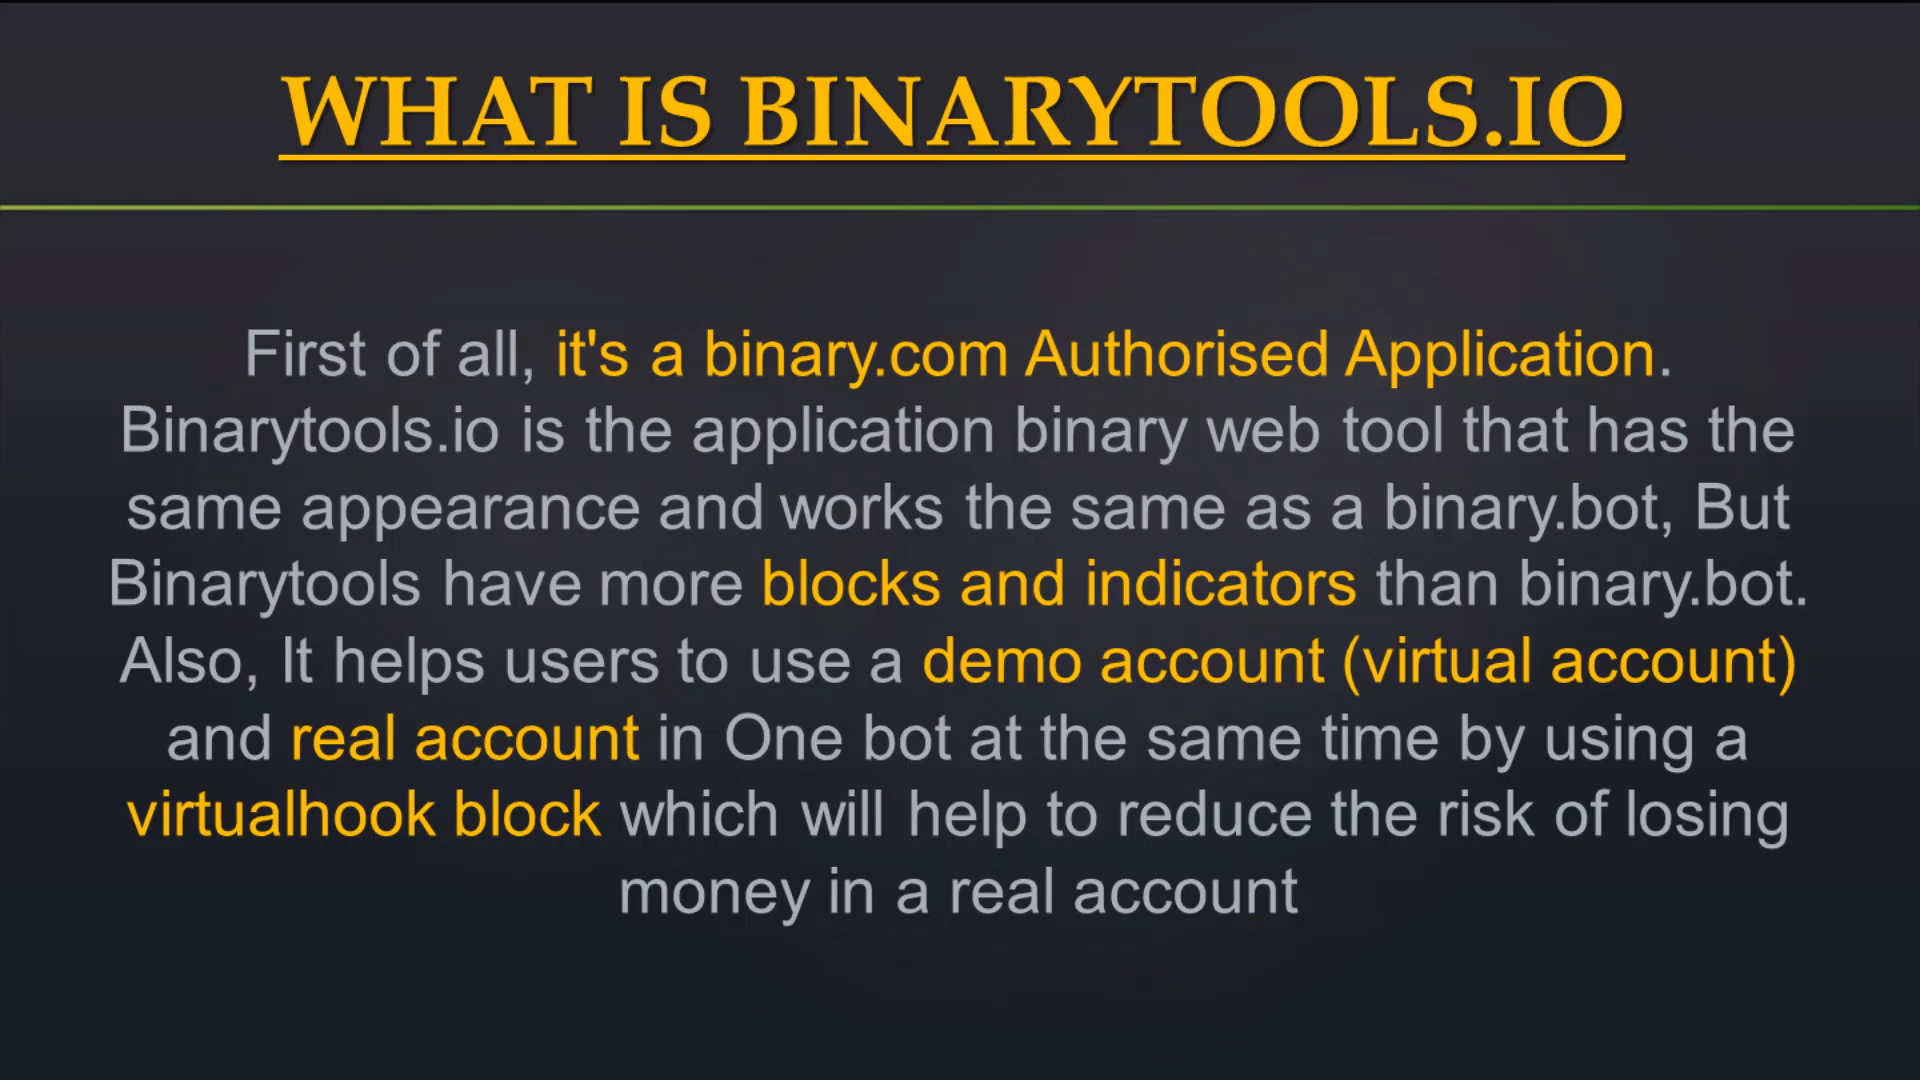 WHAT IS BINARYTOOLS.IO
First of all, it's a binary.com Authorised Application.
Binarytools.io is the application binary web tool that has the
same appearance and works the same as a binary.bot, But
Binarytools have more blocks and indicators than binary.bot.
Also, It helps users to use a demo account (virtual account)
and real account in One bot at the same time by using a
virtualhook block which will help to reduce the risk of losing
money in a real account